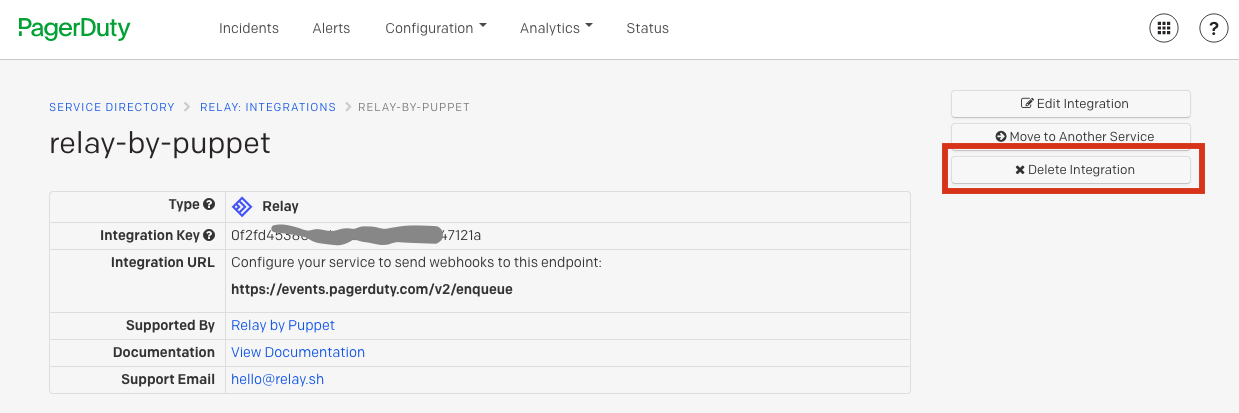 PagerDuty
Incidents Alerts Configuration Analytics Status ?
SERVICE DIRECTORY > RELAY: INTEGRATIONS > RELAY-BY-PUPPET
relay-by-puppet
Edit Integration
Move to Another Service
Delete Integration
Type ? Relay
Integration Key ? 0f2fd4538 47121a
Integration URL Configure your service to send webhooks to this endpoint:
https://events.pagerduty.com/v2/enqueue
Supported By Relay by Puppet
Documentation View Documentation
Support Email hello@relay.sh